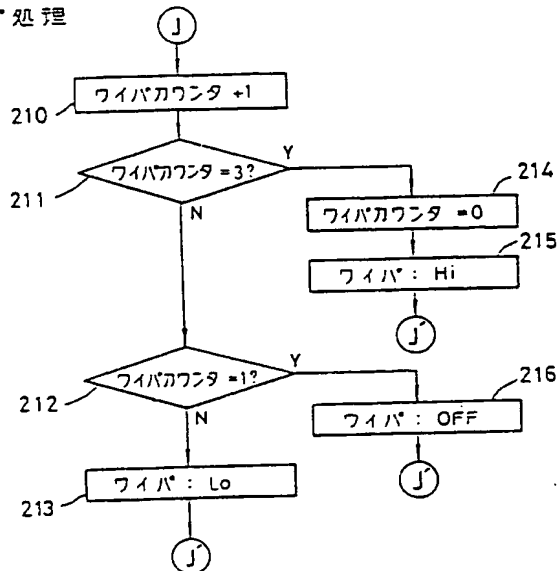 処理
J
ワイパカウンタ +1
210
ワイパカウンタ =3?
Y
211
N
214
ワイパカウンタ =0
215
ワイパ : Hi
J´
ワイパカウンタ =1?
Y
212
N
216
ワイパ : OFF
J´
ワイパ : Lo
213
J´